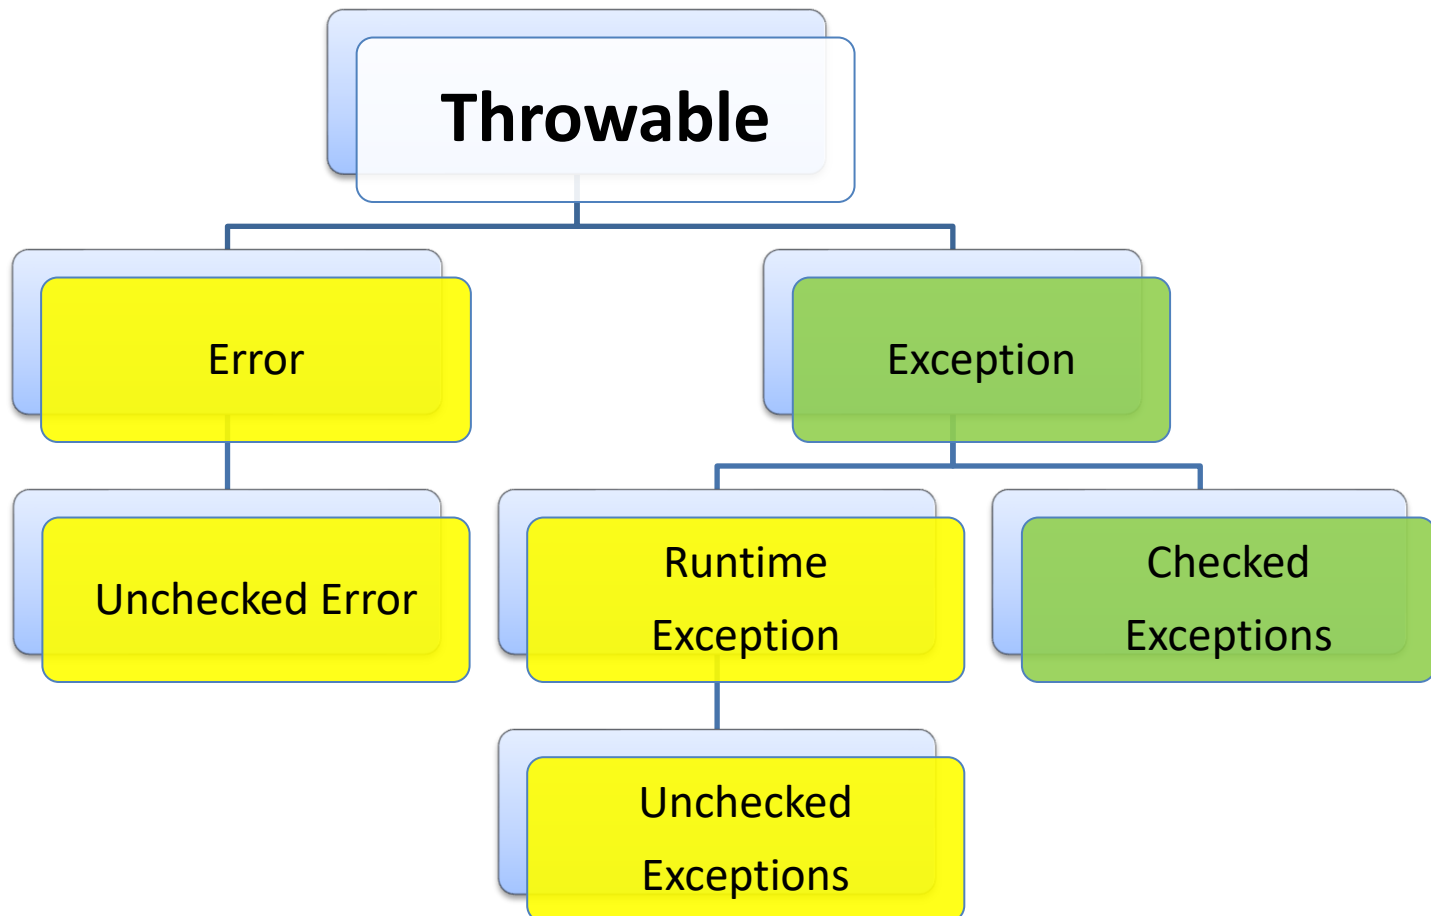 Throwable
Error
Exception
Unchecked Error
Runtime
Exception
Checked
Exceptions
Unchecked
Exceptions